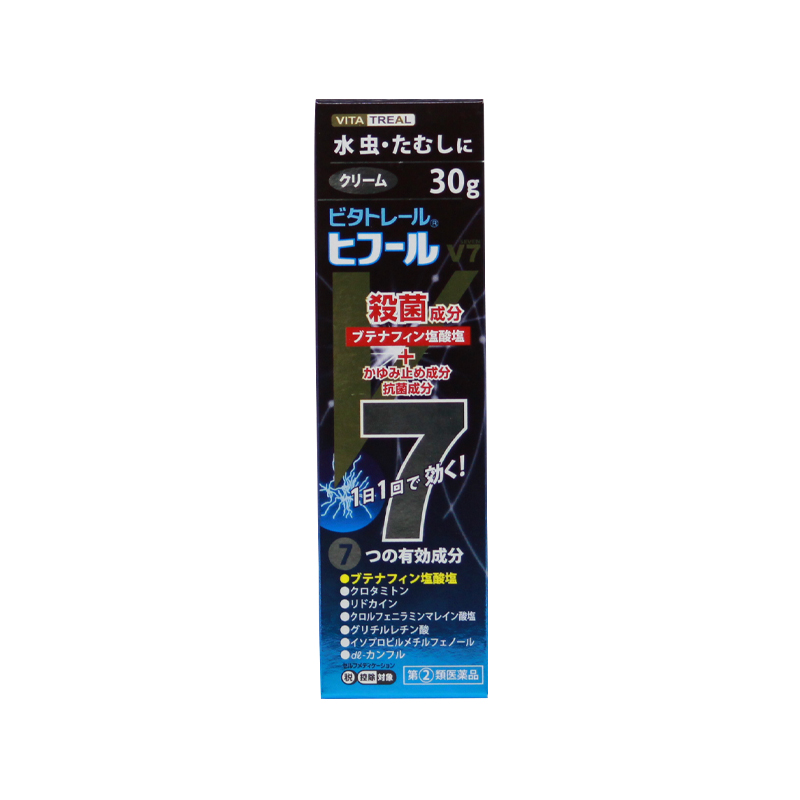 VITA TREAL
水虫・たむしに
クリーム 30g
ビタトレール®
ヒフール V7
殺菌成分
ブテナフィン塩酸塩
+
かゆみ止め成分
抗菌成分
7
1日1回で効く!
7つの有効成分
●ブテナフィン塩酸塩
●クロタミトン
●リドカイン
●クロルフェニラミンマレイン酸塩
●グリチルレチン酸
●イソプロピルメチルフェノール
●dℓ-カンフル
セルフメディケーション
税 控除 対象
指②類医薬品